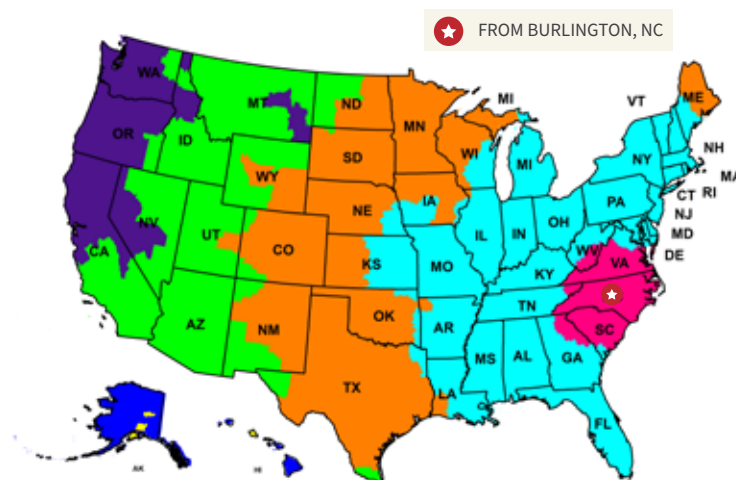 FROM BURLINGTON, NC
WA
MT
ND
MN
MI
VT
ME
OR
ID
SD
WI
MI
NY
NH
MA
WY
NE
IA
PA
CT
RI
NV
UT
CO
IL
IN
OH
NJ
MD
CA
KS
MO
WV
VA
DE
KY
AZ
NM
OK
AR
TN
SC
MS
AL
GA
TX
LA
FL
AK
HI